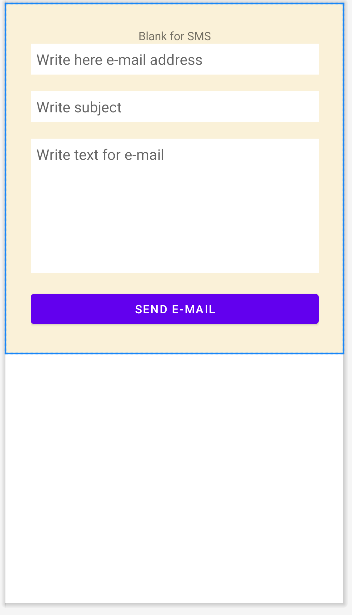 Blank for SMS
Write here e-mail address
Write subject
Write text for e-mail
SEND E-MAIL